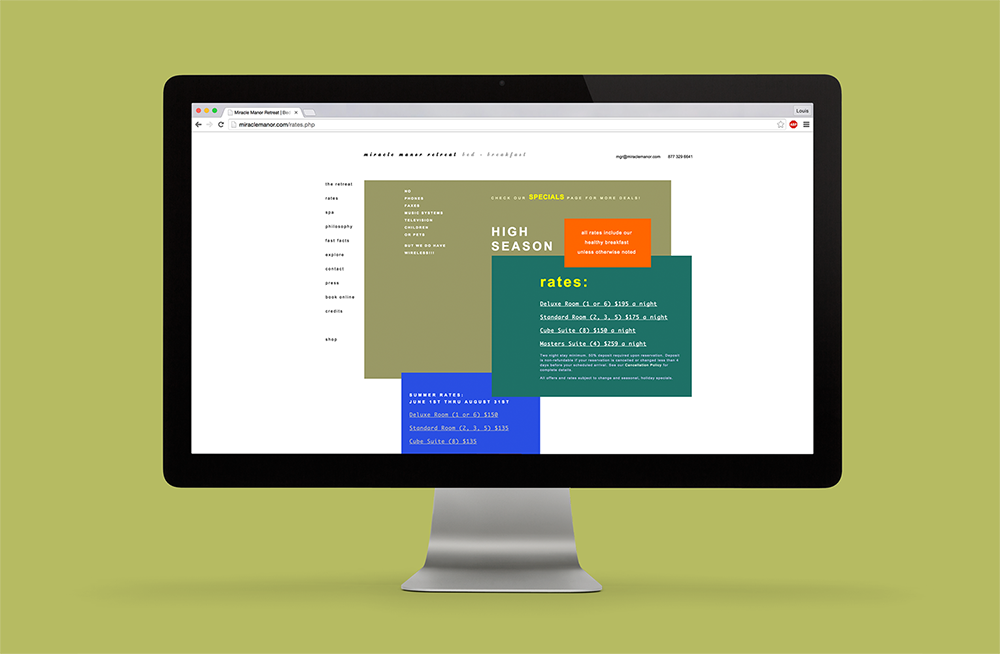 Miracle Manor Retreat | Bed
Louis
miraclemanor.com/rates.php
ABP
miracle manor retreat bed + breakfast
mgr@miraclemanor.com 877 329 6641
the retreat
rates
spa
philosophy
fast facts
explore
contact
press
book online
credits
shop
NO
PHONES
FAXES
MUSIC SYSTEMS
TELEVISION
CHILDREN
OR PETS
BUT WE DO HAVE
WIRELESS!!!
CHECK OUR SPECIALS PAGE FOR MORE DEALS!
HIGH
SEASON
all rates include our
healthy breakfast
unless otherwise noted
rates:
Deluxe Room (1 or 6) $195 a night
Standard Room (2, 3, 5) $175 a night
Cube Suite (8) $150 a night
Masters Suite (4) $259 a night
Two night stay minimum. 50% deposit required upon reservation. Deposit
is non-refundable if your reservation is cancelled or changed less than 4
days before your scheduled arrival. See our Cancellation Policy for
complete details.
All offers and rates subject to change and seasonal, holiday specials.
SUMMER RATES:
JUNE 1ST THRU AUGUST 31ST
Deluxe Room (1 or 6) $150
Standard Room (2, 3, 5) $135
Cube Suite (8) $135